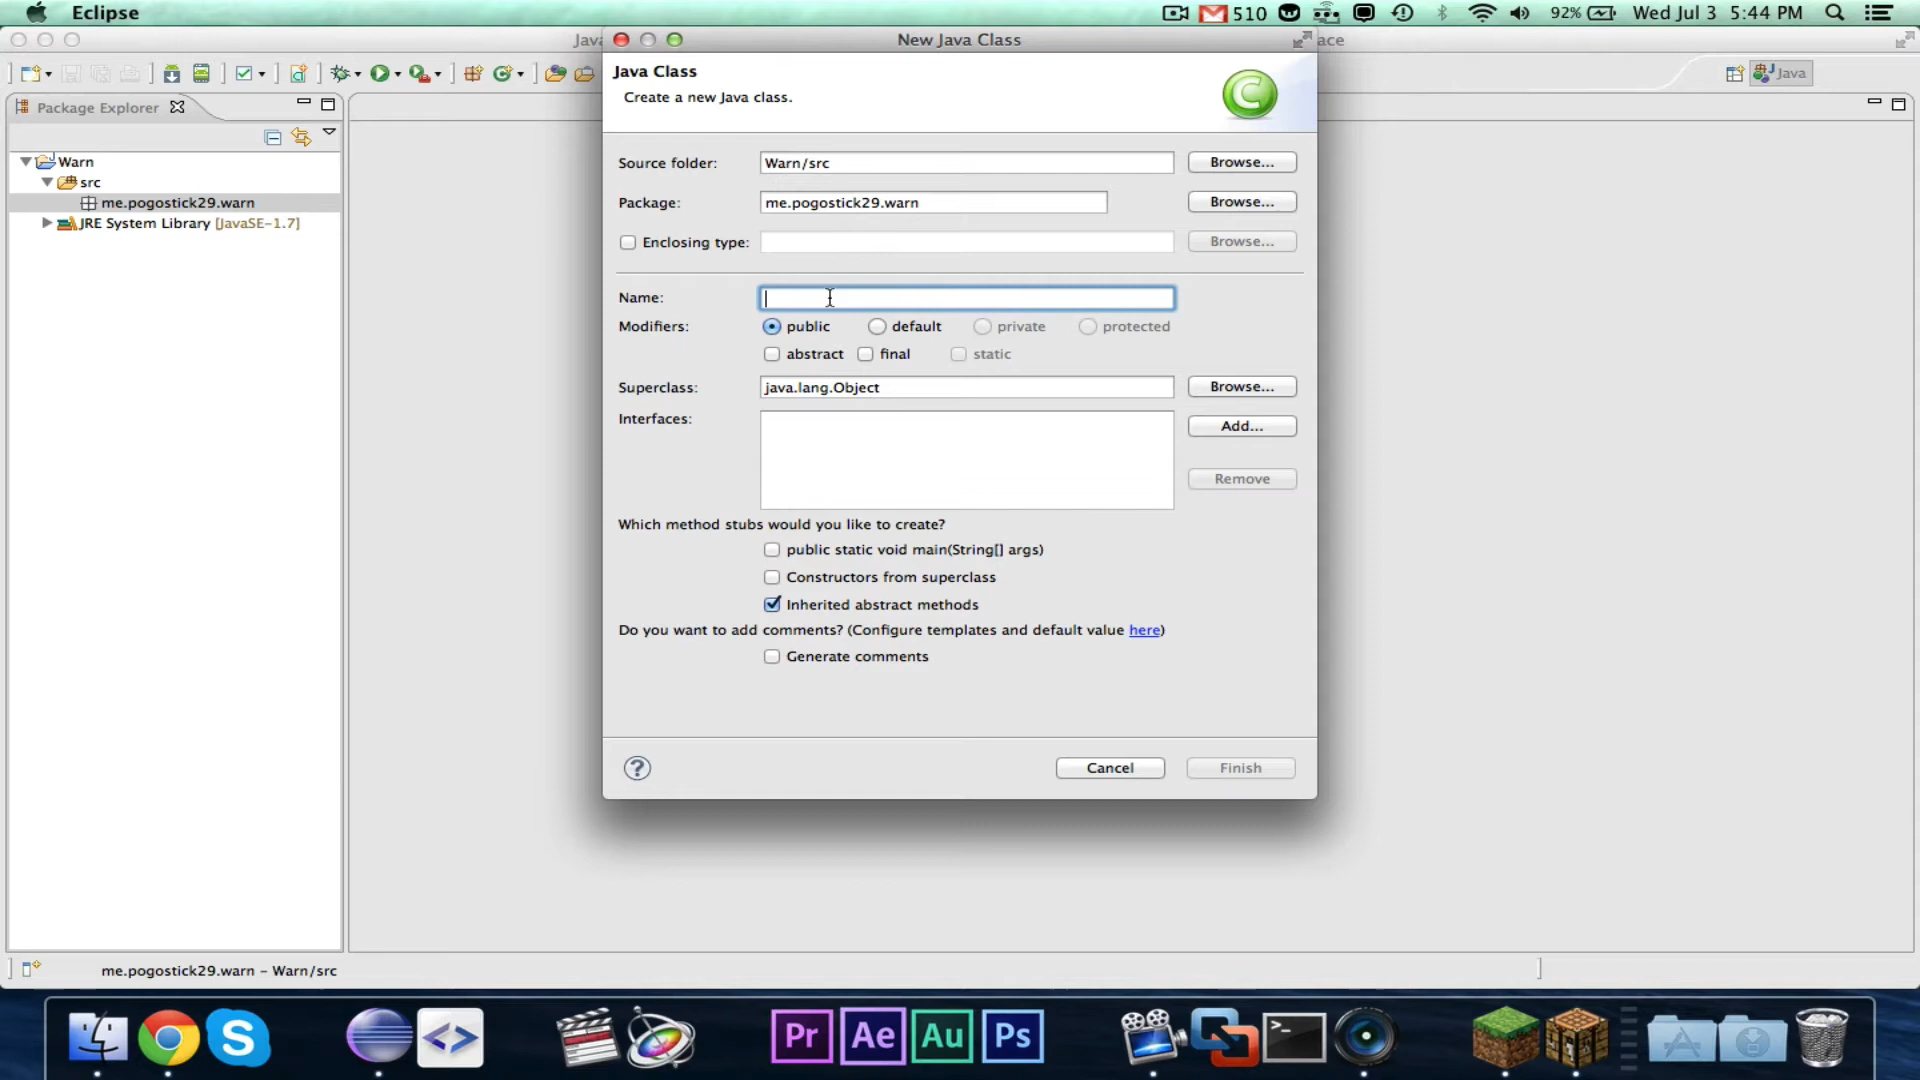 Eclipse
510
92%
Wed Jul 3 5:44 PM
Java
New Java Class
ace
Java Class
Create a new Java class.
Java
Package Explorer
Warn
src
me.pogostick29.warn
JRE System Library [JavaSE-1.7]
Source folder: Warn/src Browse...
Package: me.pogostick29.warn Browse...
Enclosing type: Browse...
Name:
Modifiers: public default private protected
abstract final static
Superclass: java.lang.Object Browse...
Interfaces: Add...
Remove
Which method stubs would you like to create?
public static void main(String[] args)
Constructors from superclass
Inherited abstract methods
Do you want to add comments? (Configure templates and default value here)
Generate comments
Cancel Finish
me.pogostick29.warn - Warn/src
Pr Ae Au Ps